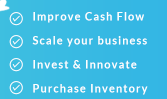 Improve Cash Flow
Scale your business
Invest & Innovate
Purchase Inventory